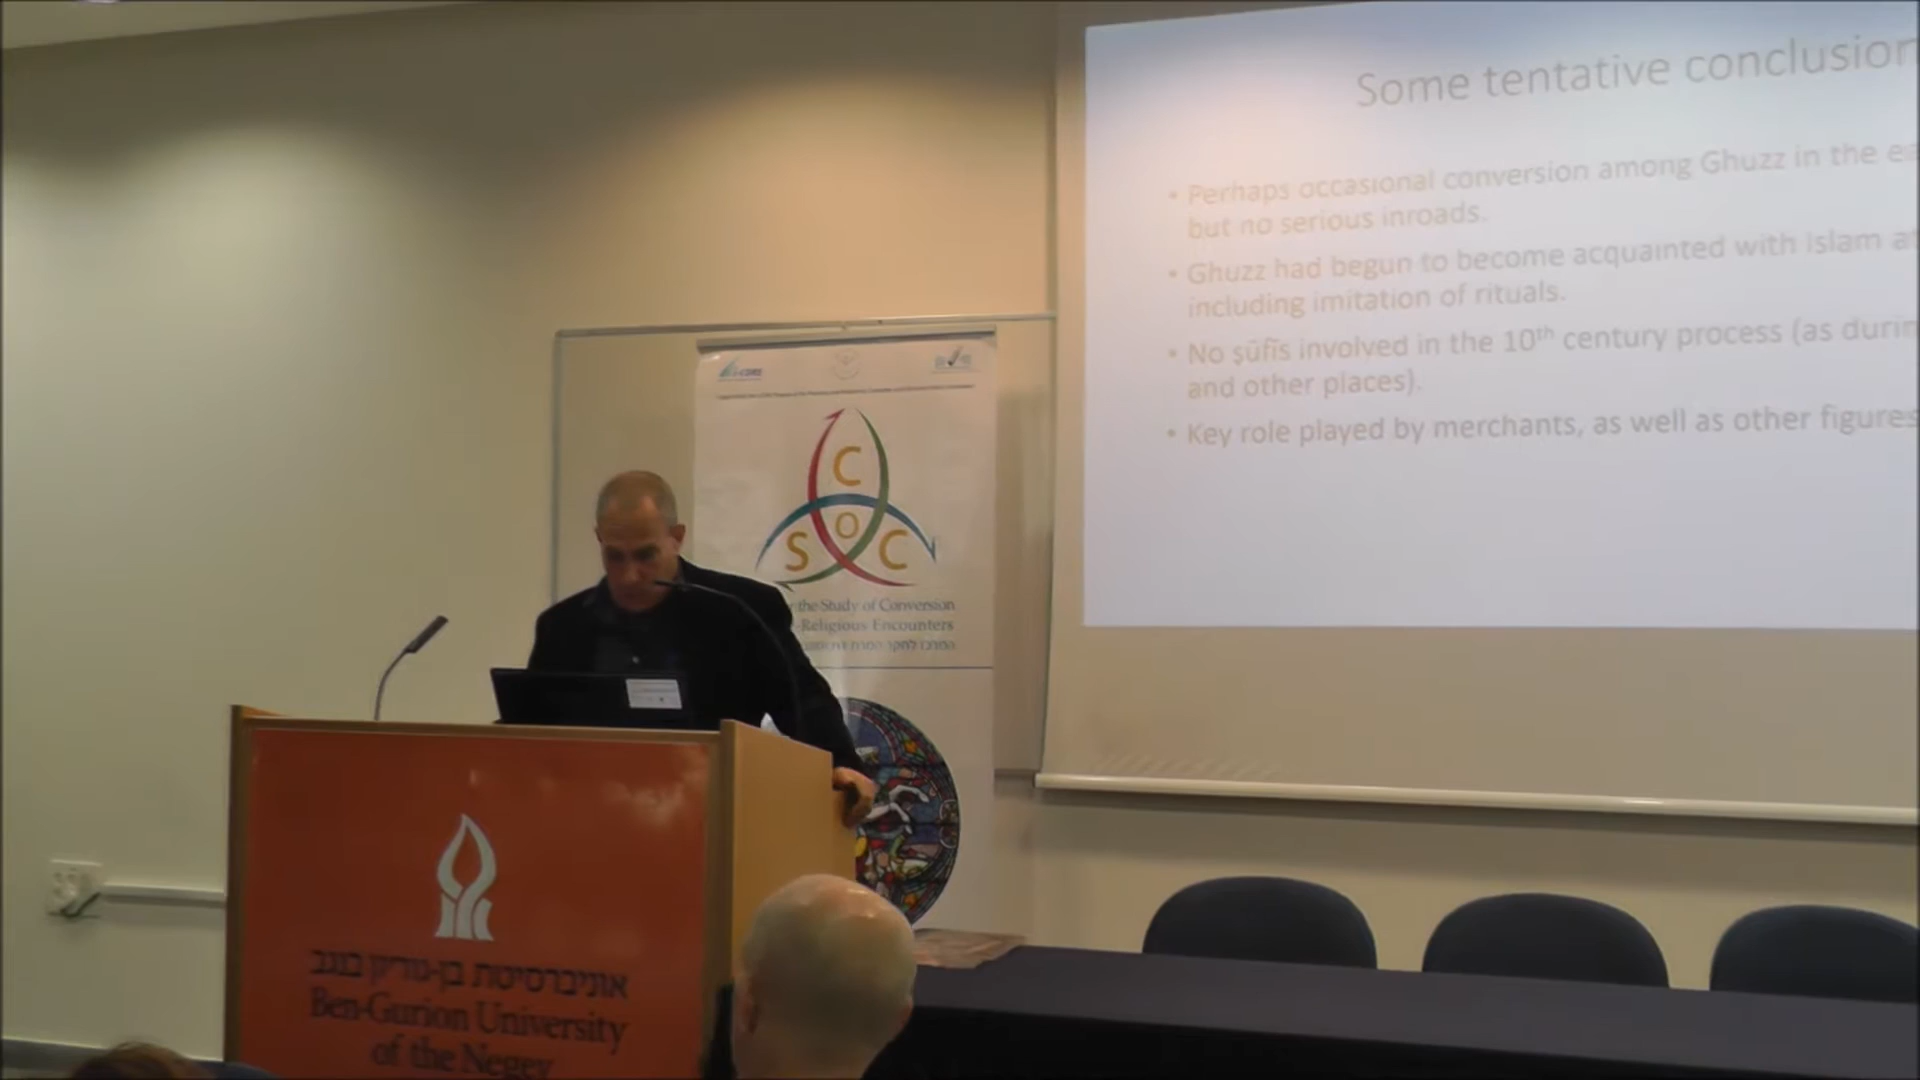 Some tentative conclusion
• Perhaps occasional conversion among Ghuzz in the ea
but no serious inroads.
• Ghuzz had begun to become acquainted with Islam a
including imitation of rituals.
• No ṣūfīs involved in the 10th century process (as durin
and other places).
• Key role played by merchants, as well as other figures
I-CORE
C
S O C
the Study of Conversion
-Religious Encounters
אוניברסיטת בן-גוריון בנגב
Ben-Gurion University
of the Negev